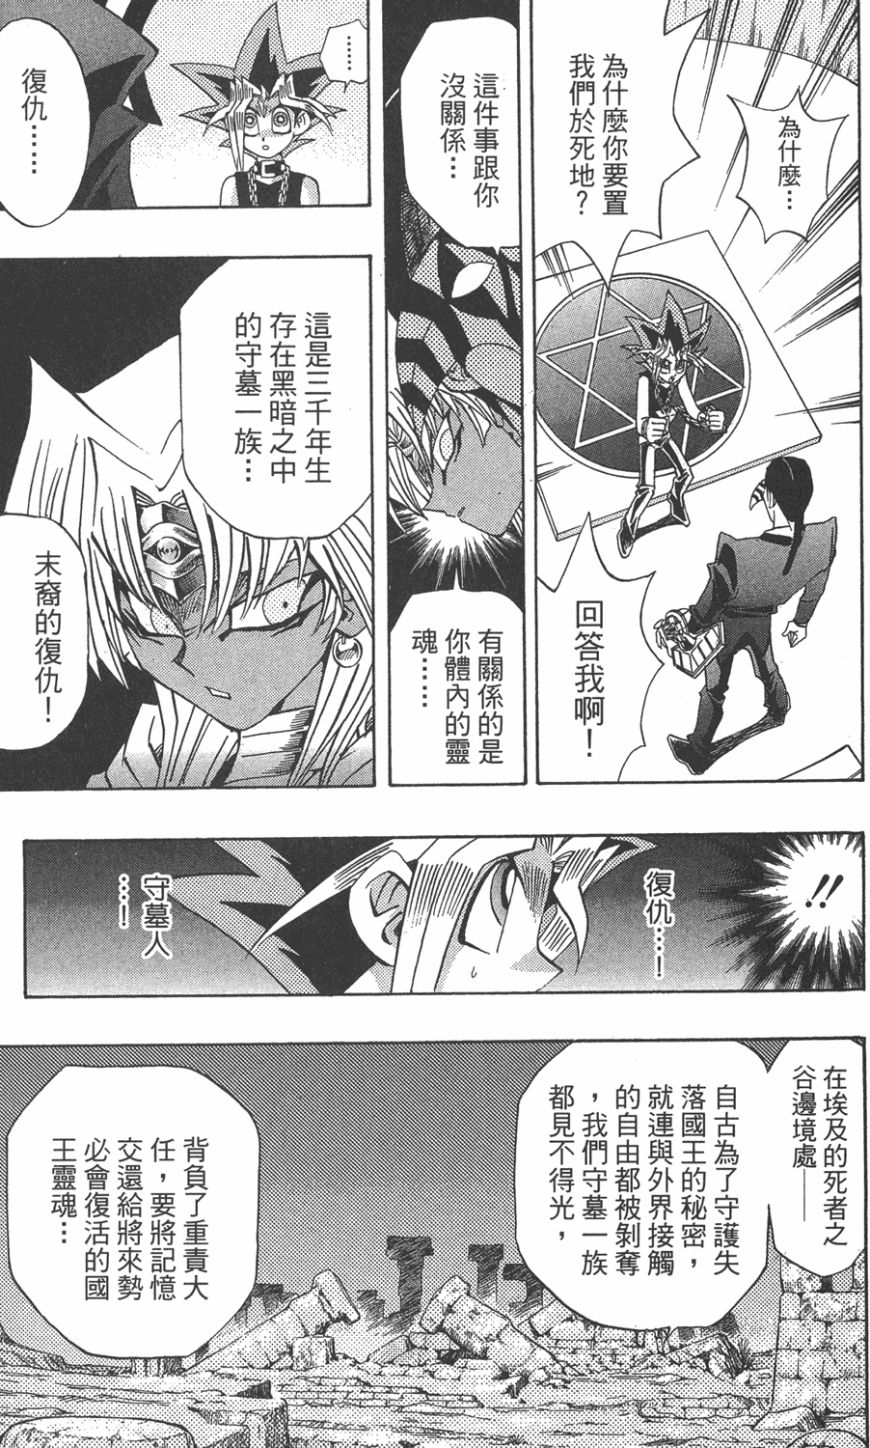 為什麼…
為什麼你要置
我們於死地？
回答我啊！
這件事跟你
沒關係…
有關係的是
你體內的靈
魂……
……
復仇……
這是三千年生
存在黑暗之中
的守墓一族…
末裔的復仇！
!!
復仇…！
守墓人
…！
在埃及的死者之
谷邊境處——
自古為了守護失
落國王的秘密，
就連與外界接觸
的自由都被剝奪
，我們守墓一族
都見不得光，
背負了重責大
任，要將記憶
交還給將來勢
必會復活的國
王靈魂…